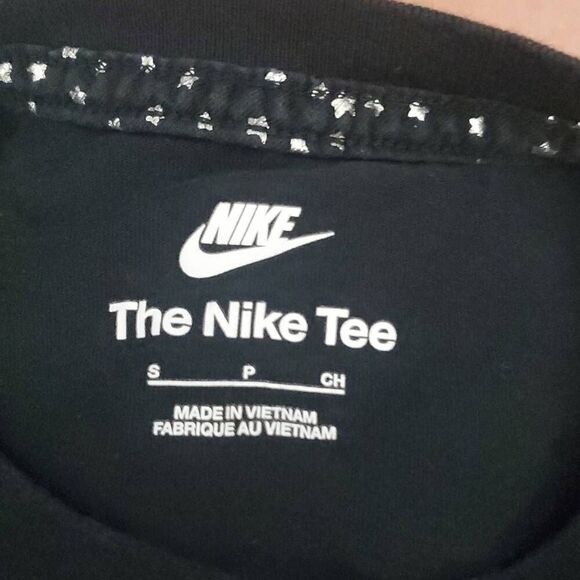 NIKE
The Nike Tee
S P CH
MADE IN VIETNAM
FABRIQUE AU VIETNAM